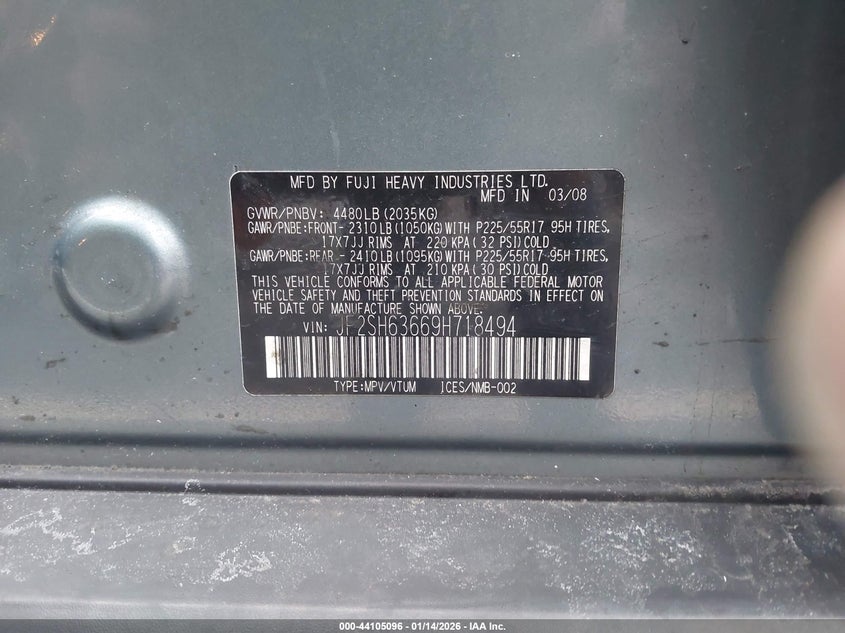 MFD BY FUJI HEAVY INDUSTRIES LTD.
MFD IN 03/08
GVWR/PNBV: 4480LB(2035KG)
GAWR/PNBE:FRONT- 2310LB(1050KG)WITH P225/55R17 95H TIRES,
17X7JJ RIMS AT 220 KPA(32 PSI)COLD
GAWR/PNBE:REAR - 2410LB(1095KG)WITH P225/55R17 95H TIRES,
17X7JJ RIMS AT 210 KPA(30 PSI)COLD
THIS VEHICLE CONFORMS TO ALL APPLICABLE FEDERAL MOTOR
VEHICLE SAFETY AND THEFT PREVENTION STANDARDS IN EFFECT ON
THE DATE OF MANUFACTURE SHOWN ABOVE.
VIN: JF2SH63669H718494
TYPE:MPV/VTUM ICES/NMB-002
000-44105096 - 01/14/2026 - IAA Inc.